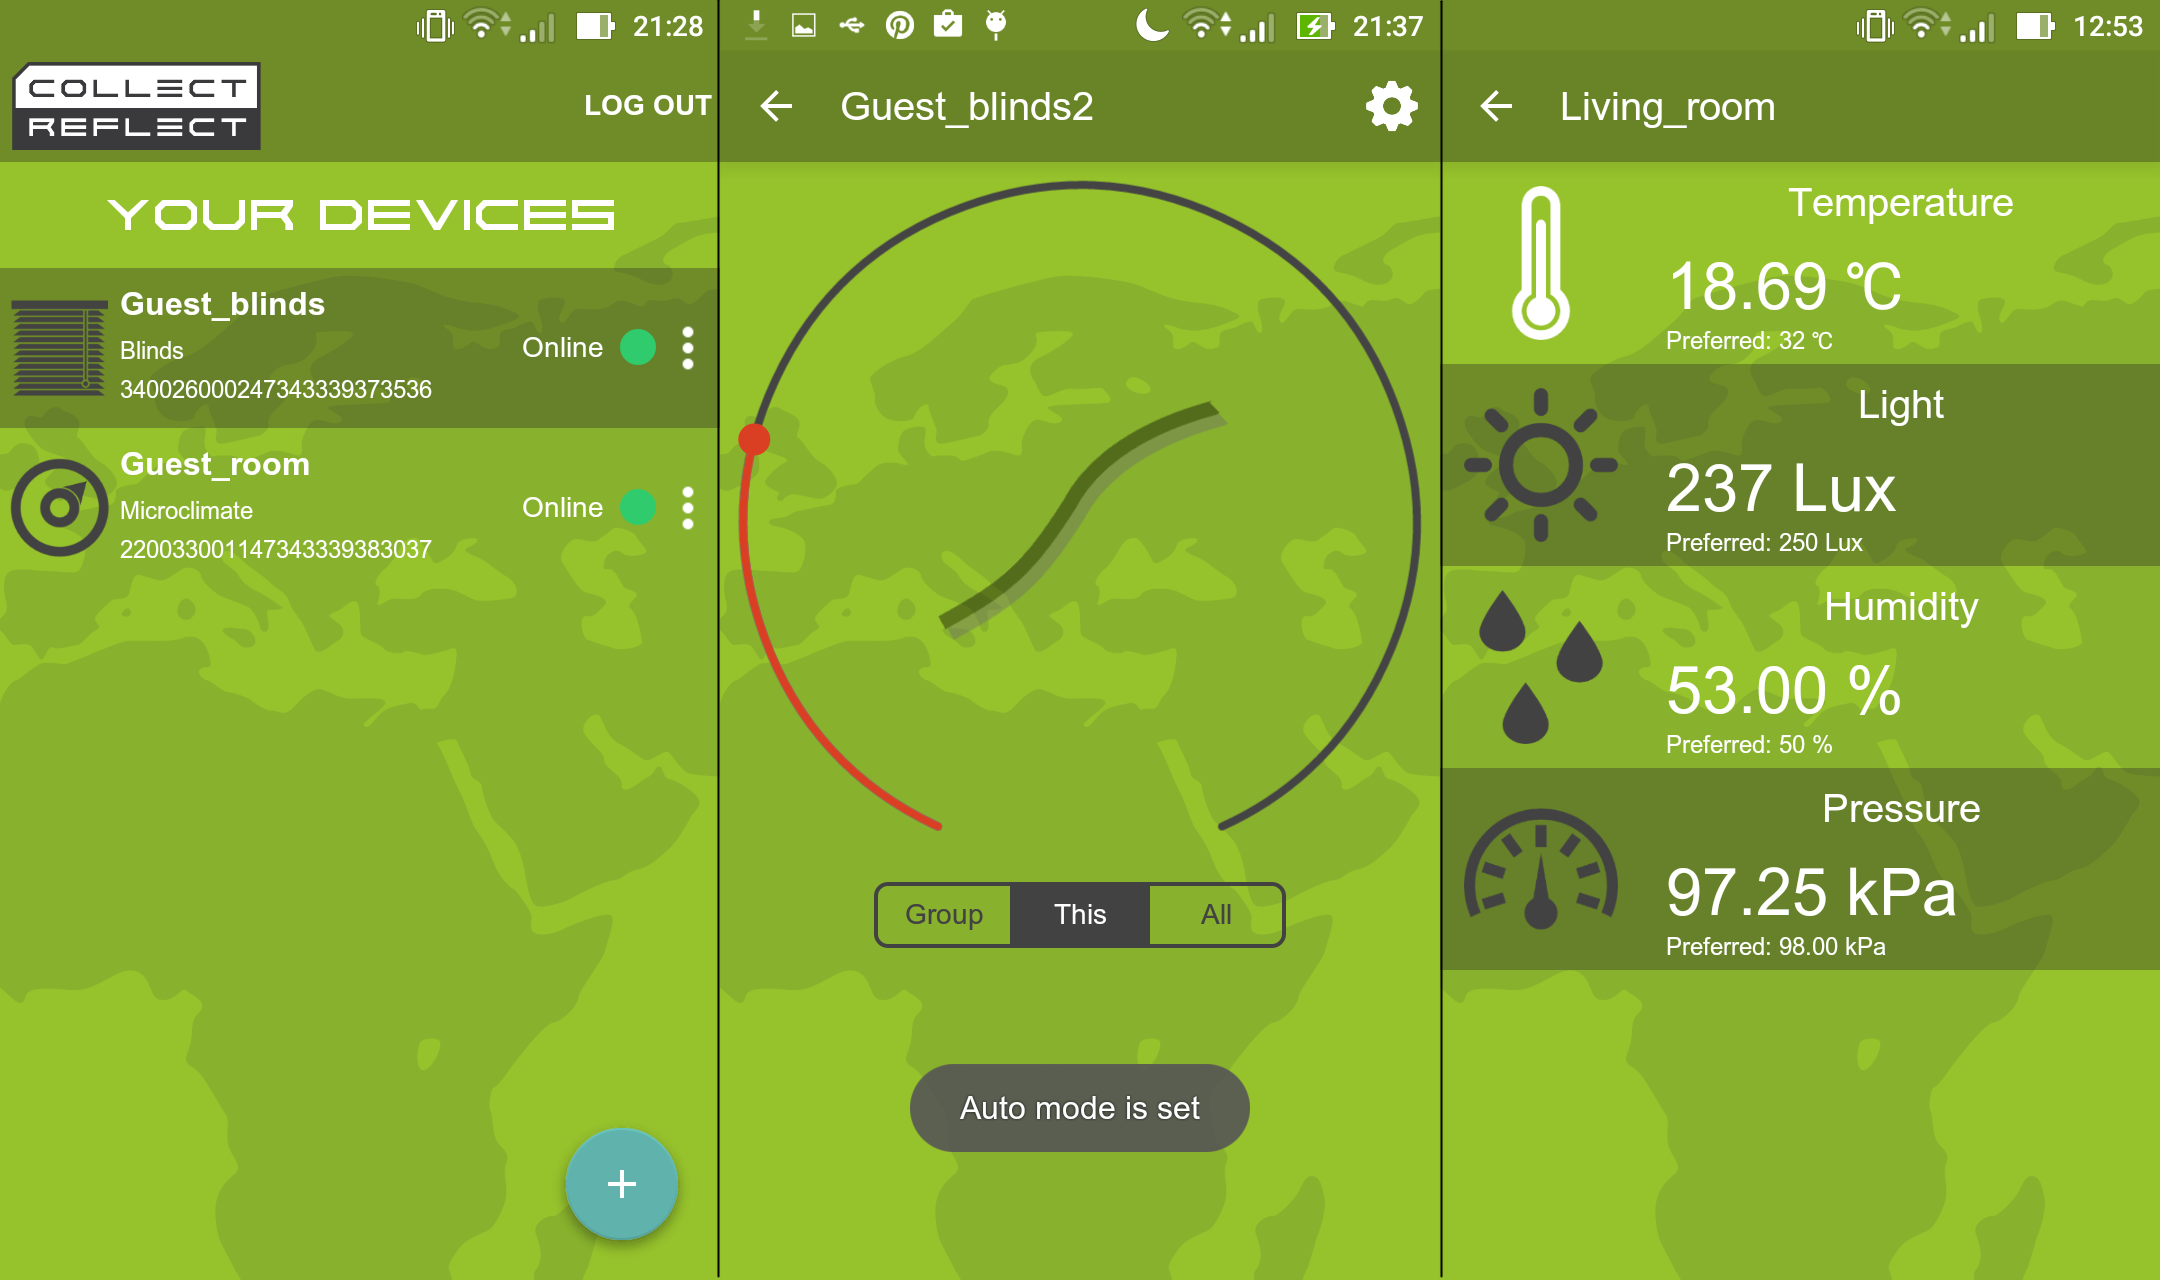 21:28
COLLECT
REFLECT
LOG OUT
YOUR DEVICES
Guest_blinds
Blinds
Online
340026000247343339373536
Guest_room
Microclimate
Online
220033001147343339383037
+
21:37
Guest_blinds2
Group This All
Auto mode is set
12:53
Living_room
Temperature
18.69 ℃
Preferred: 32 ℃
Light
237 Lux
Preferred: 250 Lux
Humidity
53.00 %
Preferred: 50 %
Pressure
97.25 kPa
Preferred: 98.00 kPa